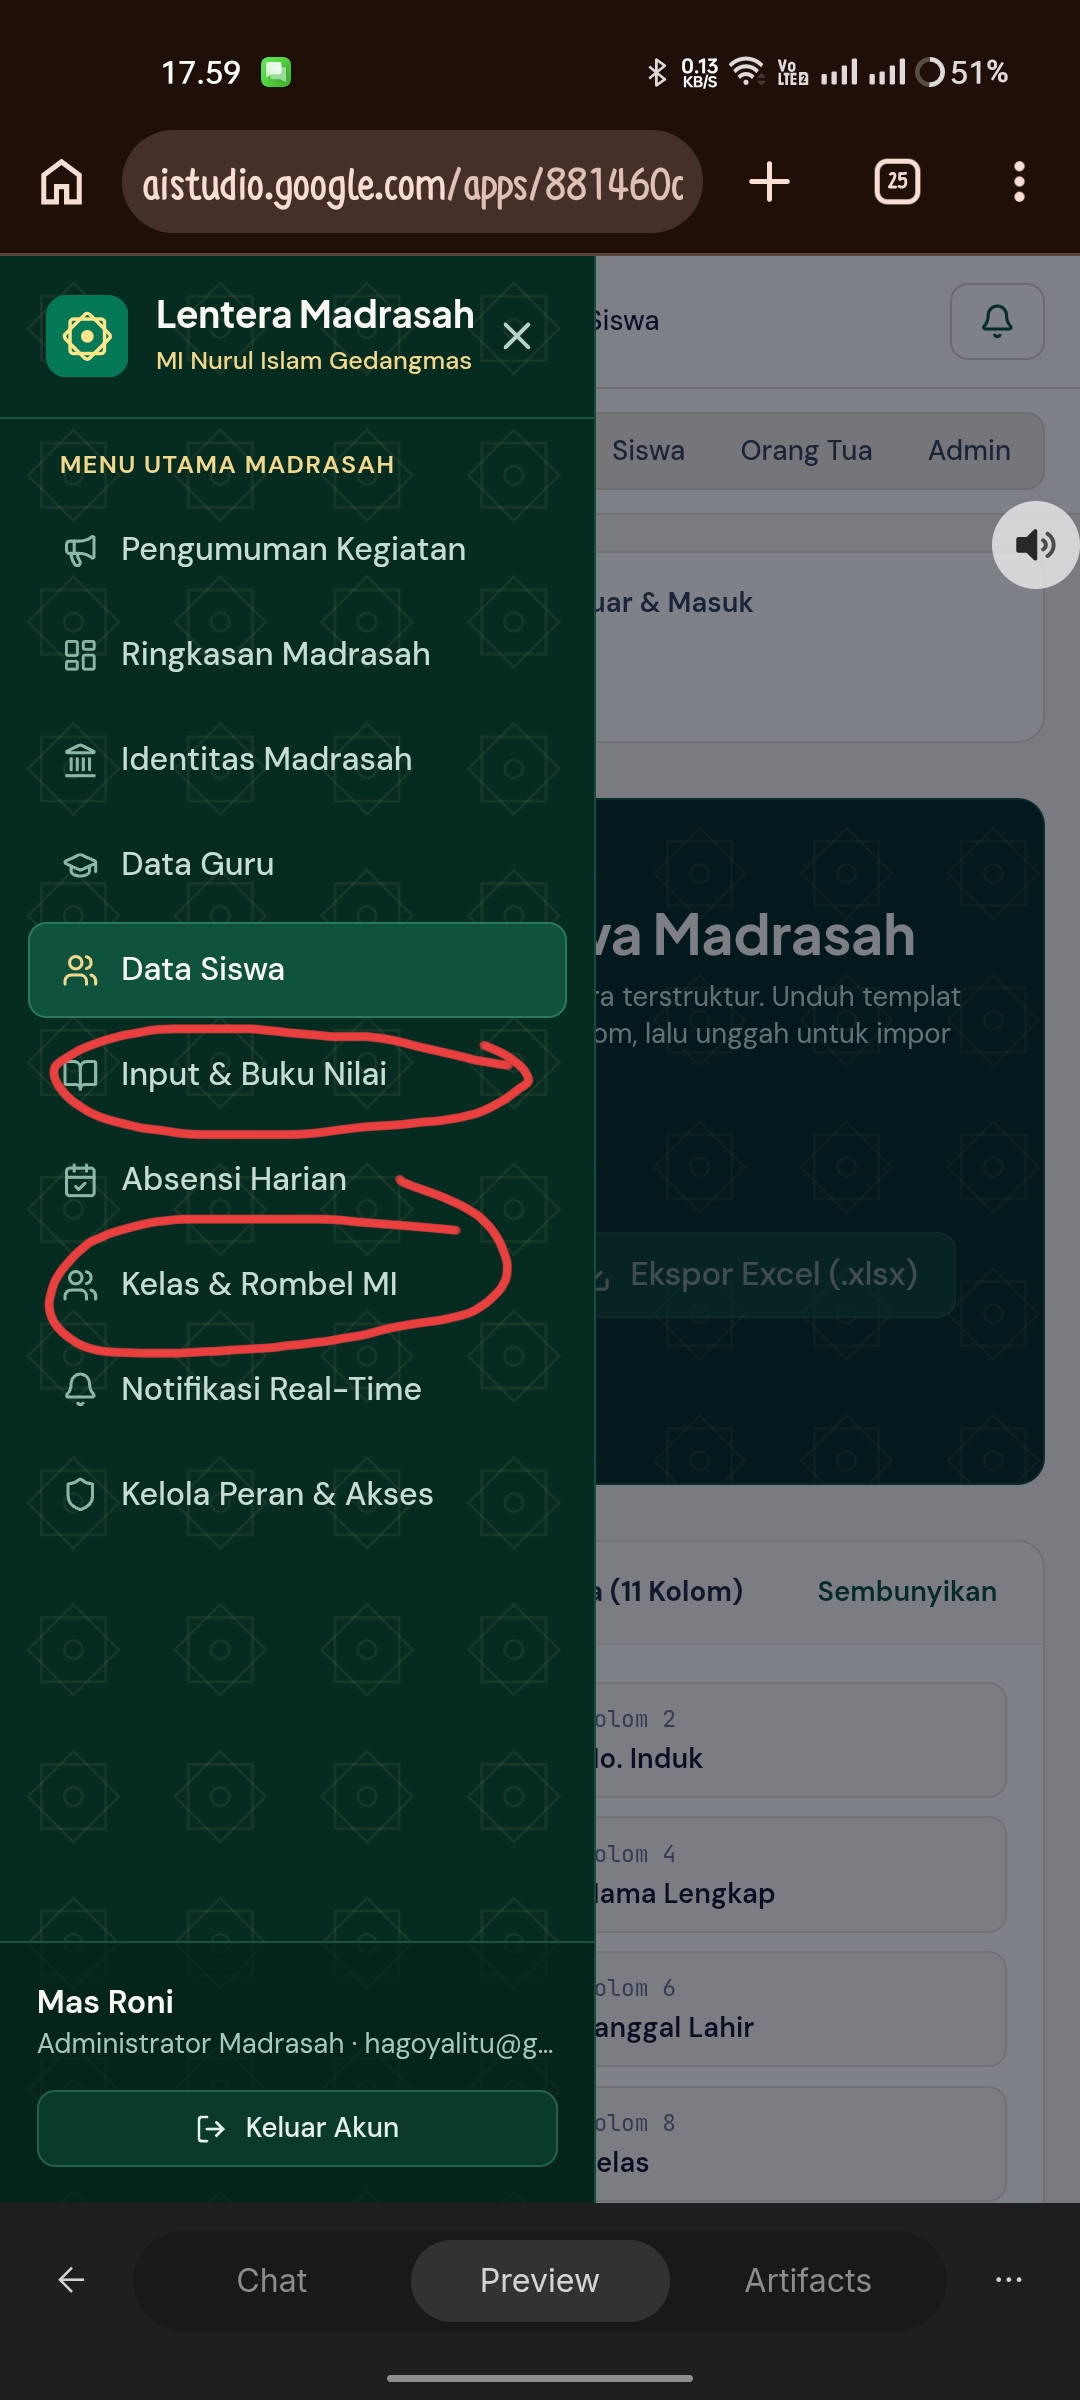 17.59
0.13 KB/S
Vo LTE 2
51%
aistudio.google.com/apps/881460c
25
Lentera Madrasah
MI Nurul Islam Gedangmas
Siswa
MENU UTAMA MADRASAH
Siswa Orang Tua Admin
Pengumuman Kegiatan
uar & Masuk
Ringkasan Madrasah
Identitas Madrasah
Data Guru
va Madrasah
Data Siswa
ra terstruktur. Unduh templat
om, lalu unggah untuk impor
Input & Buku Nilai
Absensi Harian
Kelas & Rombel MI
Ekspor Excel (.xlsx)
Notifikasi Real-Time
Kelola Peran & Akses
a (11 Kolom) Sembunyikan
olom 2
lo. Induk
olom 4
lama Lengkap
olom 6
anggal Lahir
olom 8
elas
Mas Roni
Administrator Madrasah · hagoyalitu@g...
Keluar Akun
Chat Preview Artifacts